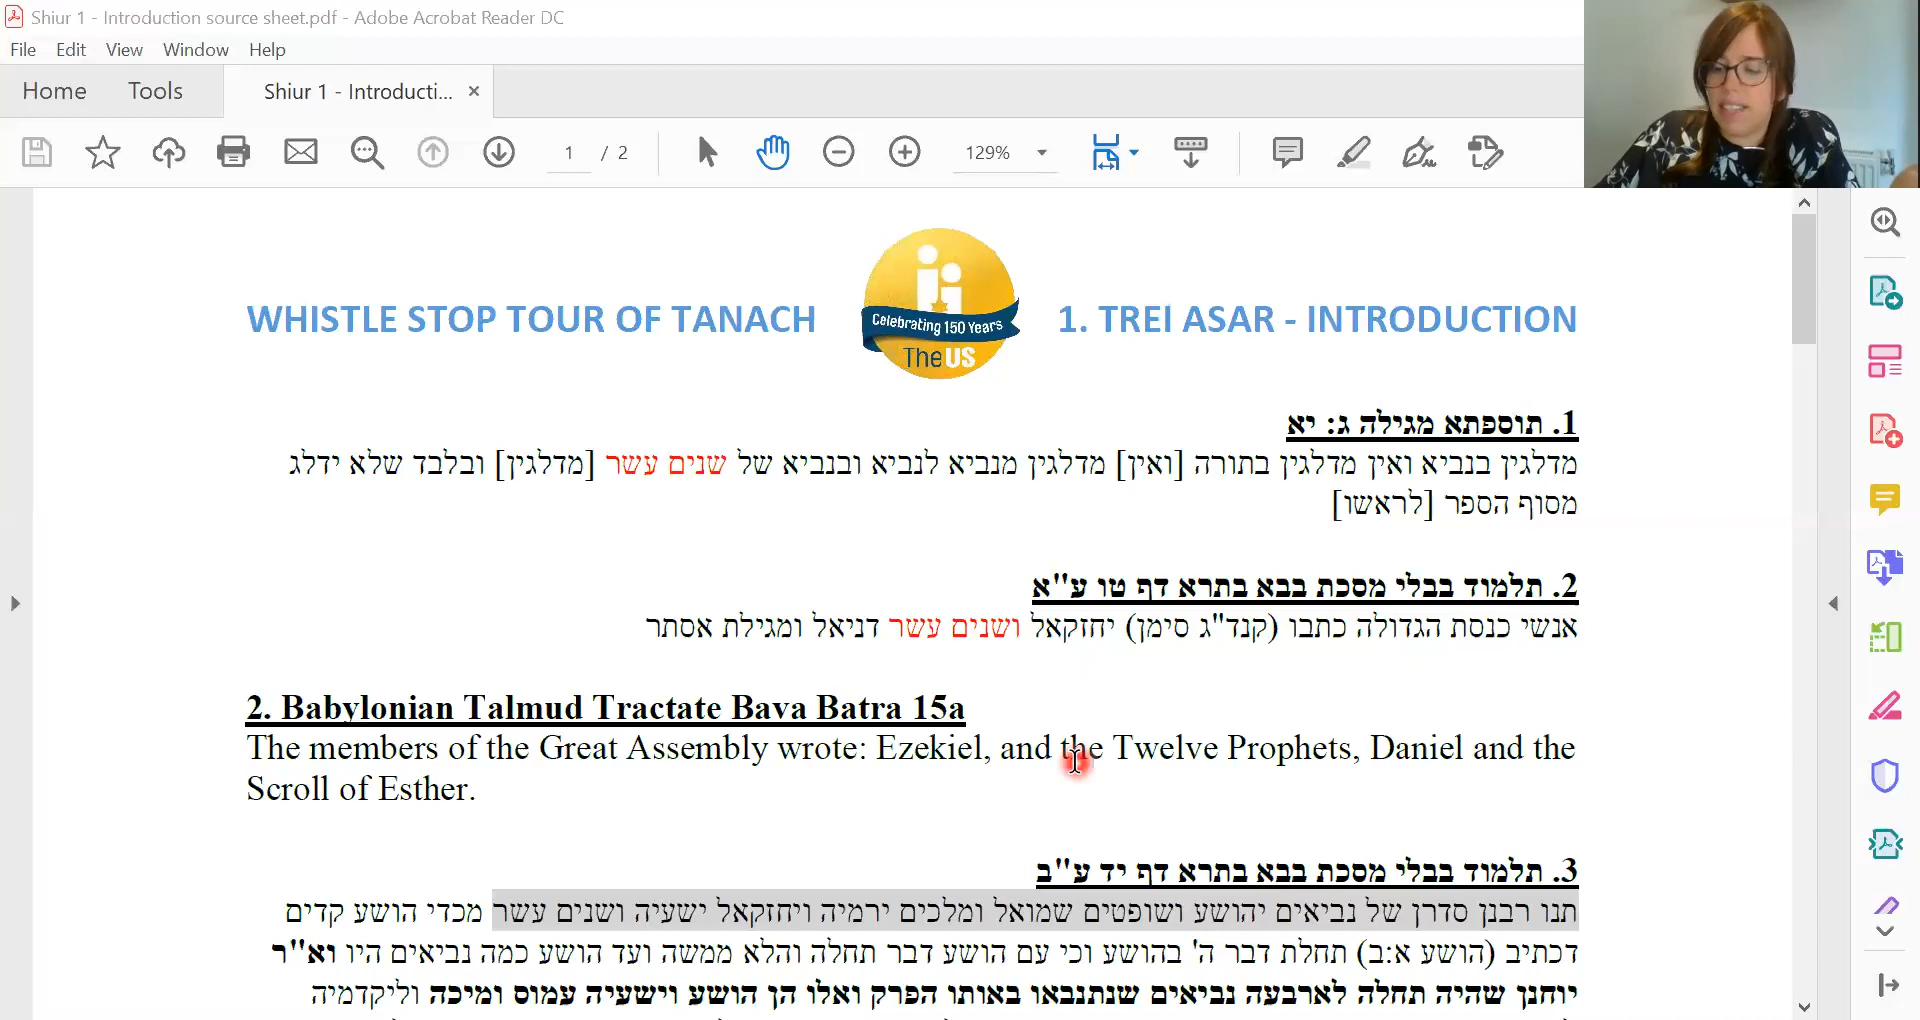 Shiur 1 - Introduction source sheet.pdf - Adobe Acrobat Reader DC
File Edit View Window Help
Home Tools Shiur 1 - Introducti... ×
1 / 2 129%
WHISTLE STOP TOUR OF TANACH
Celebrating 150 Years
The US
1. TREI ASAR - INTRODUCTION
1. תוספתא מגילה ג: יא
מדלגין בנביא ואין מדלגין בתורה [ואין] מדלגין מנביא לנביא ובנביא של שנים עשר [מדלגין] ובלבד שלא ידלג
מסוף הספר [לראשו]
2. תלמוד בבלי מסכת בבא בתרא דף טו ע"א
אנשי כנסת הגדולה כתבו (קנד"ג סימן) יחזקאל ושנים עשר דניאל ומגילת אסתר
2. Babylonian Talmud Tractate Bava Batra 15a
The members of the Great Assembly wrote: Ezekiel, and the Twelve Prophets, Daniel and the
Scroll of Esther.
3. תלמוד בבלי מסכת בבא בתרא דף יד ע"ב
תנו רבנן סדרן של נביאים יהושע ושופטים שמואל ומלכים ירמיה ויחזקאל ישעיה ושנים עשר מכדי הושע קדים
דכתיב (הושע א:ב) תחלת דבר ה' בהושע וכי עם הושע דבר תחלה והלא ממשה ועד הושע כמה נביאים היו וא"ר
יוחנן שהיה תחלה לארבעה נביאים שנתנבאו באותו הפרק ואלו הן הושע וישעיה עמוס ומיכה וליקדמיה